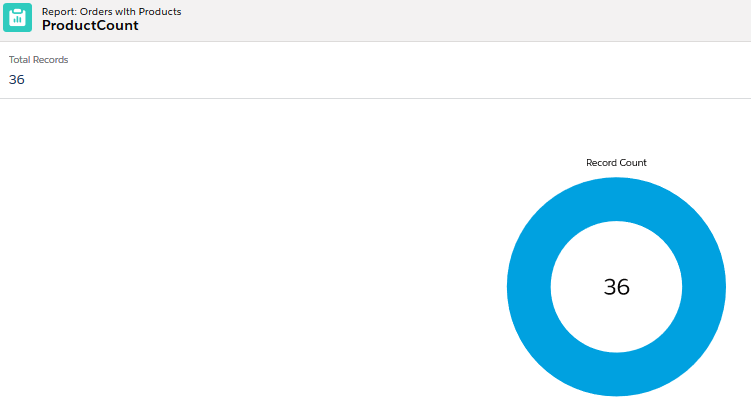 Report: Orders wIth Products
ProductCount
Total Records
36
Record Count
36